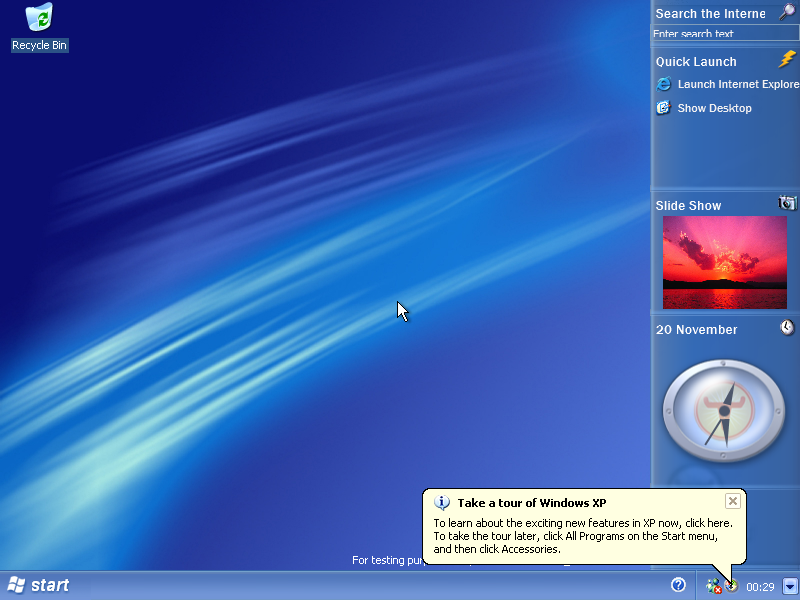 Recycle Bin
Search the Interne
Enter search text
Quick Launch
Launch Internet Explore
Show Desktop
Slide Show
20 November
Take a tour of Windows XP
To learn about the exciting new features in XP now, click here.
To take the tour later, click All Programs on the Start menu,
and then click Accessories.
For testing
start
00:29